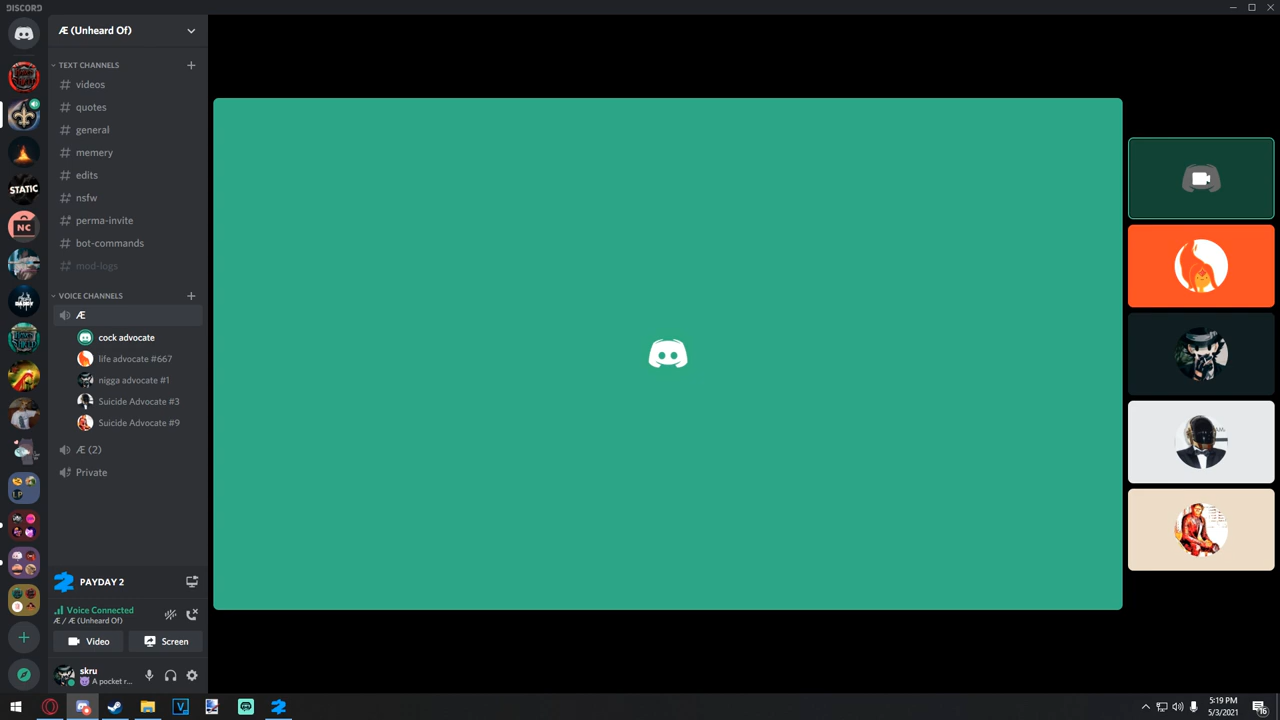 DISCORD
Æ (Unheard Of)
TEXT CHANNELS
videos
quotes
general
memery
edits
nsfw
perma-invite
bot-commands
mod-logs
VOICE CHANNELS
Æ
cock advocate
life advocate #667
nigga advocate #1
Suicide Advocate #3
Suicide Advocate #9
Æ (2)
Private
STATIC
NC
PAYDAY 2
Voice Connected
Æ / Æ (Unheard Of)
Video
Screen
skru
A pocket r...
5:19 PM
5/3/2021
16